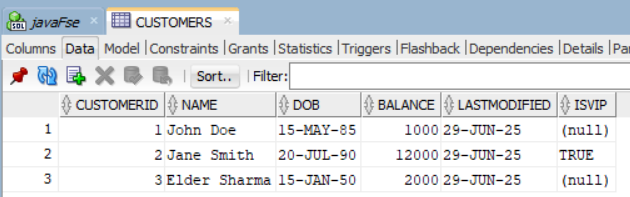 SQL javaFse × CUSTOMERS ×
Columns Data Model Constraints Grants Statistics Triggers Flashback Dependencies Details
Sort.. Filter:
CUSTOMERID NAME DOB BALANCE LASTMODIFIED ISVIP
1 1 John Doe 15-MAY-85 1000 29-JUN-25 (null)
2 2 Jane Smith 20-JUL-90 12000 29-JUN-25 TRUE
3 3 Elder Sharma 15-JAN-50 2000 29-JUN-25 (null)